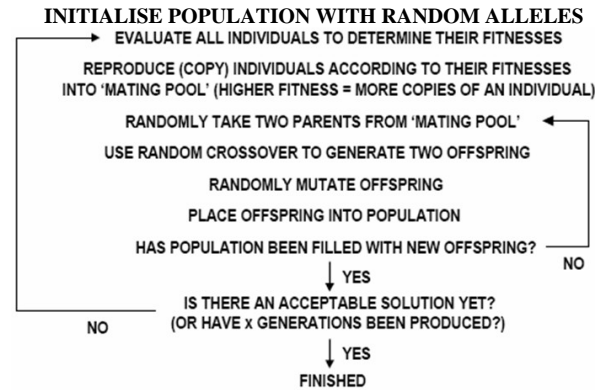 INITIALISE POPULATION WITH RANDOM ALLELES
EVALUATE ALL INDIVIDUALS TO DETERMINE THEIR FITNESSES
REPRODUCE (COPY) INDIVIDUALS ACCORDING TO THEIR FITNESSES
INTO ‘MATING POOL’ (HIGHER FITNESS = MORE COPIES OF AN INDIVIDUAL)
RANDOMLY TAKE TWO PARENTS FROM ‘MATING POOL’
USE RANDOM CROSSOVER TO GENERATE TWO OFFSPRING
RANDOMLY MUTATE OFFSPRING
PLACE OFFSPRING INTO POPULATION
HAS POPULATION BEEN FILLED WITH NEW OFFSPRING?
NO
YES
IS THERE AN ACCEPTABLE SOLUTION YET?
(OR HAVE x GENERATIONS BEEN PRODUCED?)
NO
YES
FINISHED